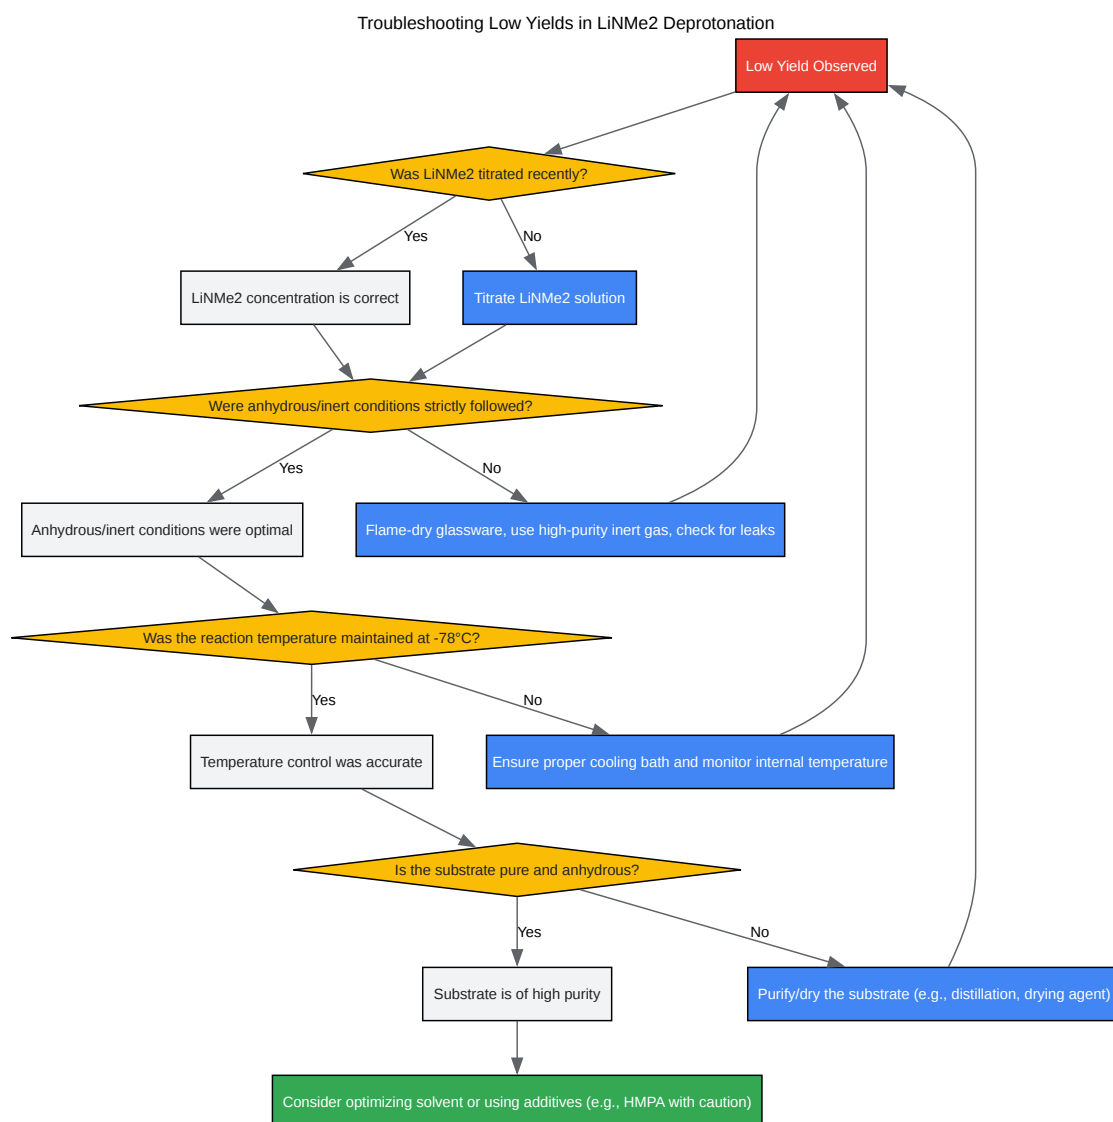 Troubleshooting Low Yields in LiNMe2 Deprotonation
Low Yield Observed
Was LiNMe2 titrated recently?
Yes
No
LiNMe2 concentration is correct
Titrate LiNMe2 solution
Were anhydrous/inert conditions strictly followed?
Yes
No
Anhydrous/inert conditions were optimal
Flame-dry glassware, use high-purity inert gas, check for leaks
Was the reaction temperature maintained at -78°C?
Yes
No
Temperature control was accurate
Ensure proper cooling bath and monitor internal temperature
Is the substrate pure and anhydrous?
Yes
No
Substrate is of high purity
Purify/dry the substrate (e.g., distillation, drying agent)
Consider optimizing solvent or using additives (e.g., HMPA with caution)